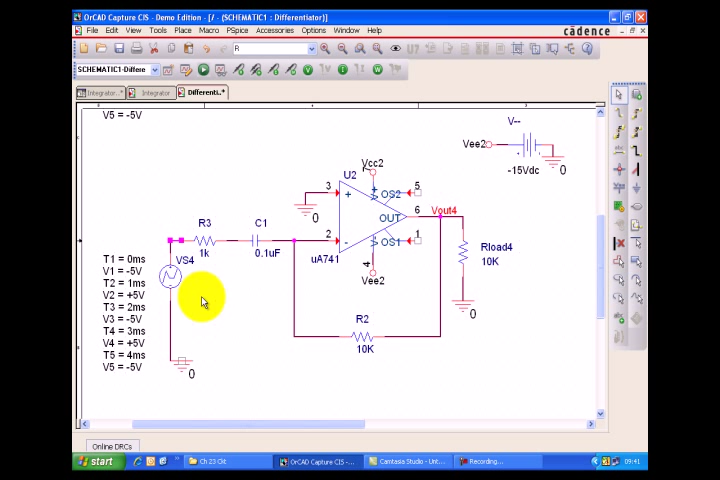 OrCAD Capture CIS - Demo Edition - [/ - (SCHEMATIC1 : Differentiator)]
File Edit View Tools Place Macro PSpice Accessories Options Window Help
cādence
R
SCHEMATIC1-Differe
Integrator...* Integrator Differenti...*
V5 = -5V
V--
Vee2
-15Vdc
0
Vcc2
7
U2
3
+
OS2
5
0
OUT
6
Vout4
R3
C1
2
-
OS1
1
1k
0.1uF
uA741
4
Vee2
Rload4
10K
0
VS4
T1 = 0ms
V1 = -5V
T2 = 1ms
V2 = +5V
T3 = 2ms
V3 = -5V
T4 = 3ms
V4 = +5V
T5 = 4ms
V5 = -5V
0
R2
10K
Online DRCs
start Ch 23 Clit OrCAD Capture CIS -... Camtasia Studio - Unt... Recording... 09:41